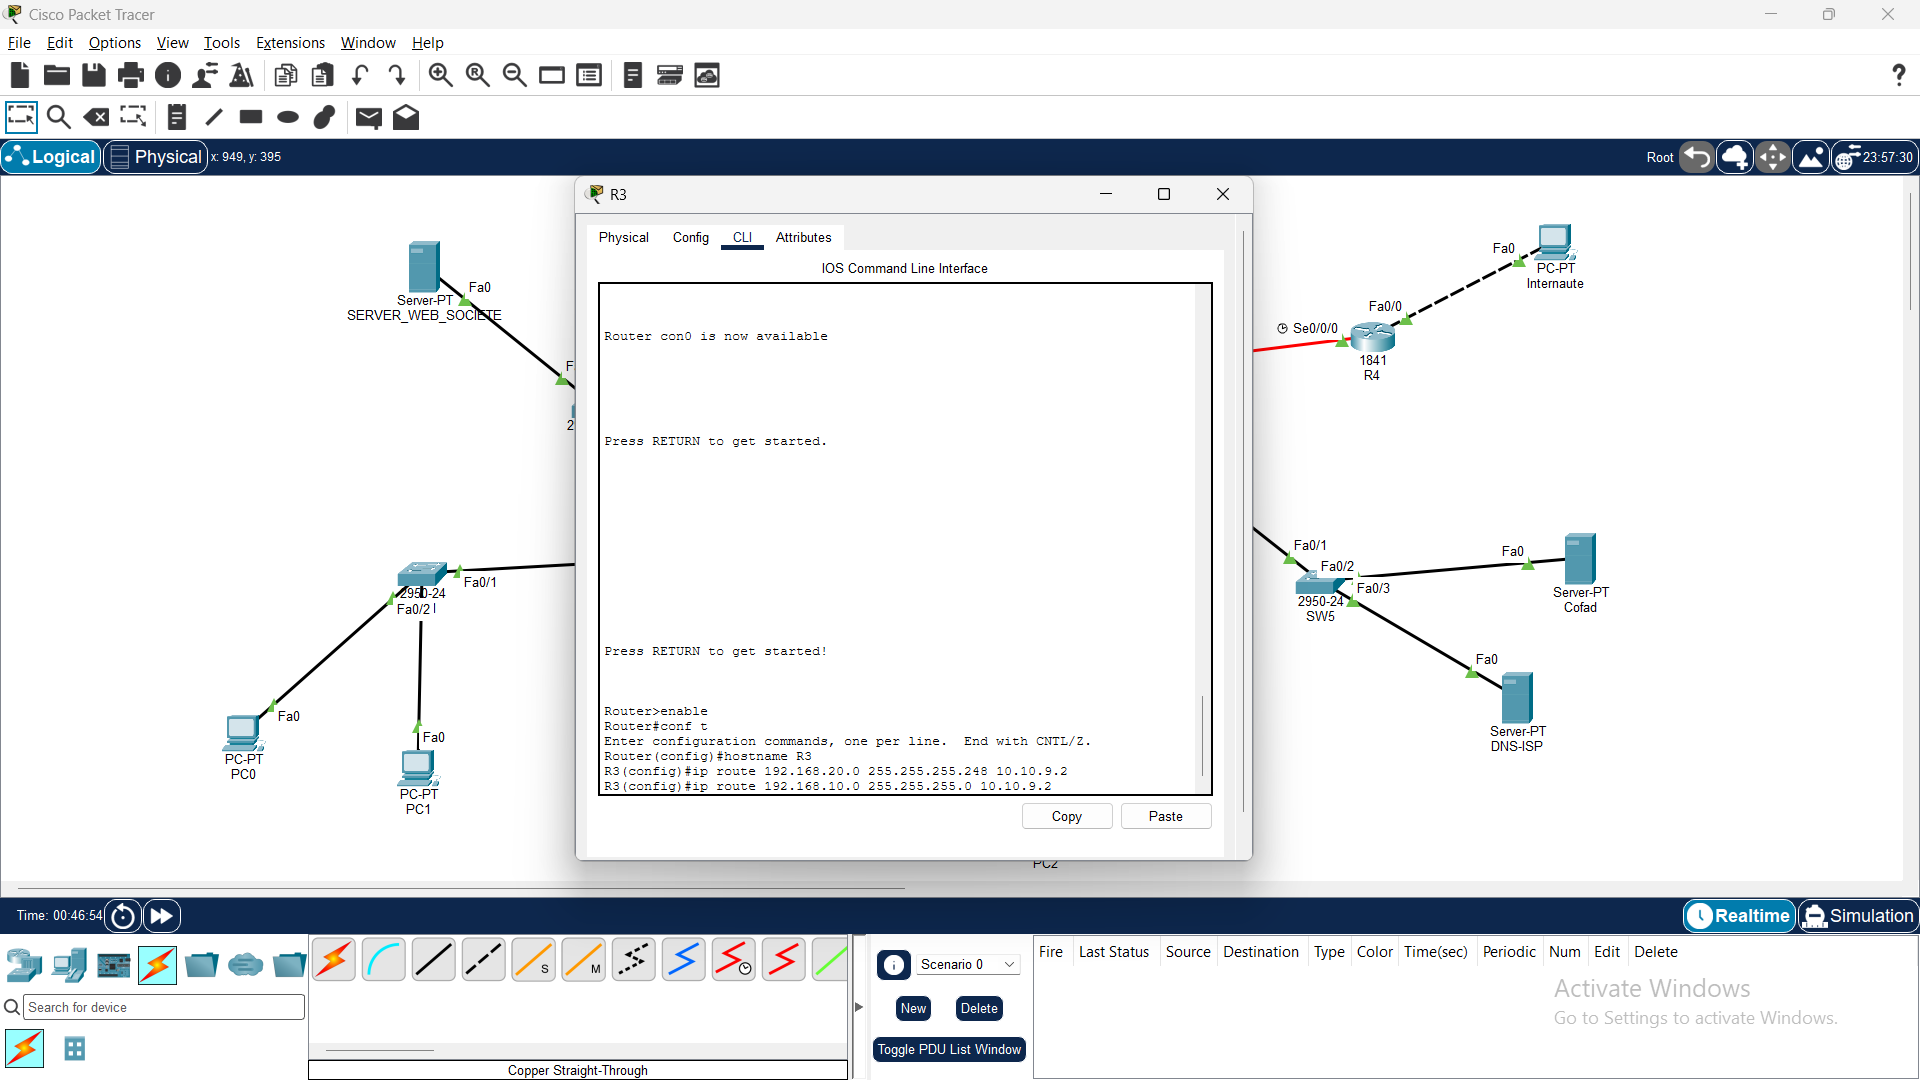 Cisco Packet Tracer
File Edit Options View Tools Extensions Window Help
Logical Physical x: 949, y: 395 Root 23:57:30
R3
Physical Config CLI Attributes
IOS Command Line Interface
Router con0 is now available
Press RETURN to get started.
Press RETURN to get started!
Router>enable
Router#conf t
Enter configuration commands, one per line.  End with CNTL/Z.
Router(config)#hostname R3
R3(config)#ip route 192.168.20.0 255.255.255.248 10.10.9.2
R3(config)#ip route 192.168.10.0 255.255.255.0 10.10.9.2
Copy Paste
Fa0
Server-PT
SERVER_WEB_SOCIETE
F
2
Fa0/1
2950-24
Fa0/2
Fa0
PC-PT
PC0
Fa0
PC-PT
PC1
Fa0
PC-PT
Internaute
Fa0/0
Se0/0/0
1841
R4
Fa0/1
Fa0/2
Fa0/3
2950-24
SW5
Fa0
Server-PT
Cofad
Fa0
Server-PT
DNS-ISP
PC2
Time: 00:46:54 Realtime Simulation
S M
Search for device
Copper Straight-Through
Scenario 0
New Delete
Toggle PDU List Window
Fire Last Status Source Destination Type Color Time(sec) Periodic Num Edit Delete
Activate Windows
Go to Settings to activate Windows.